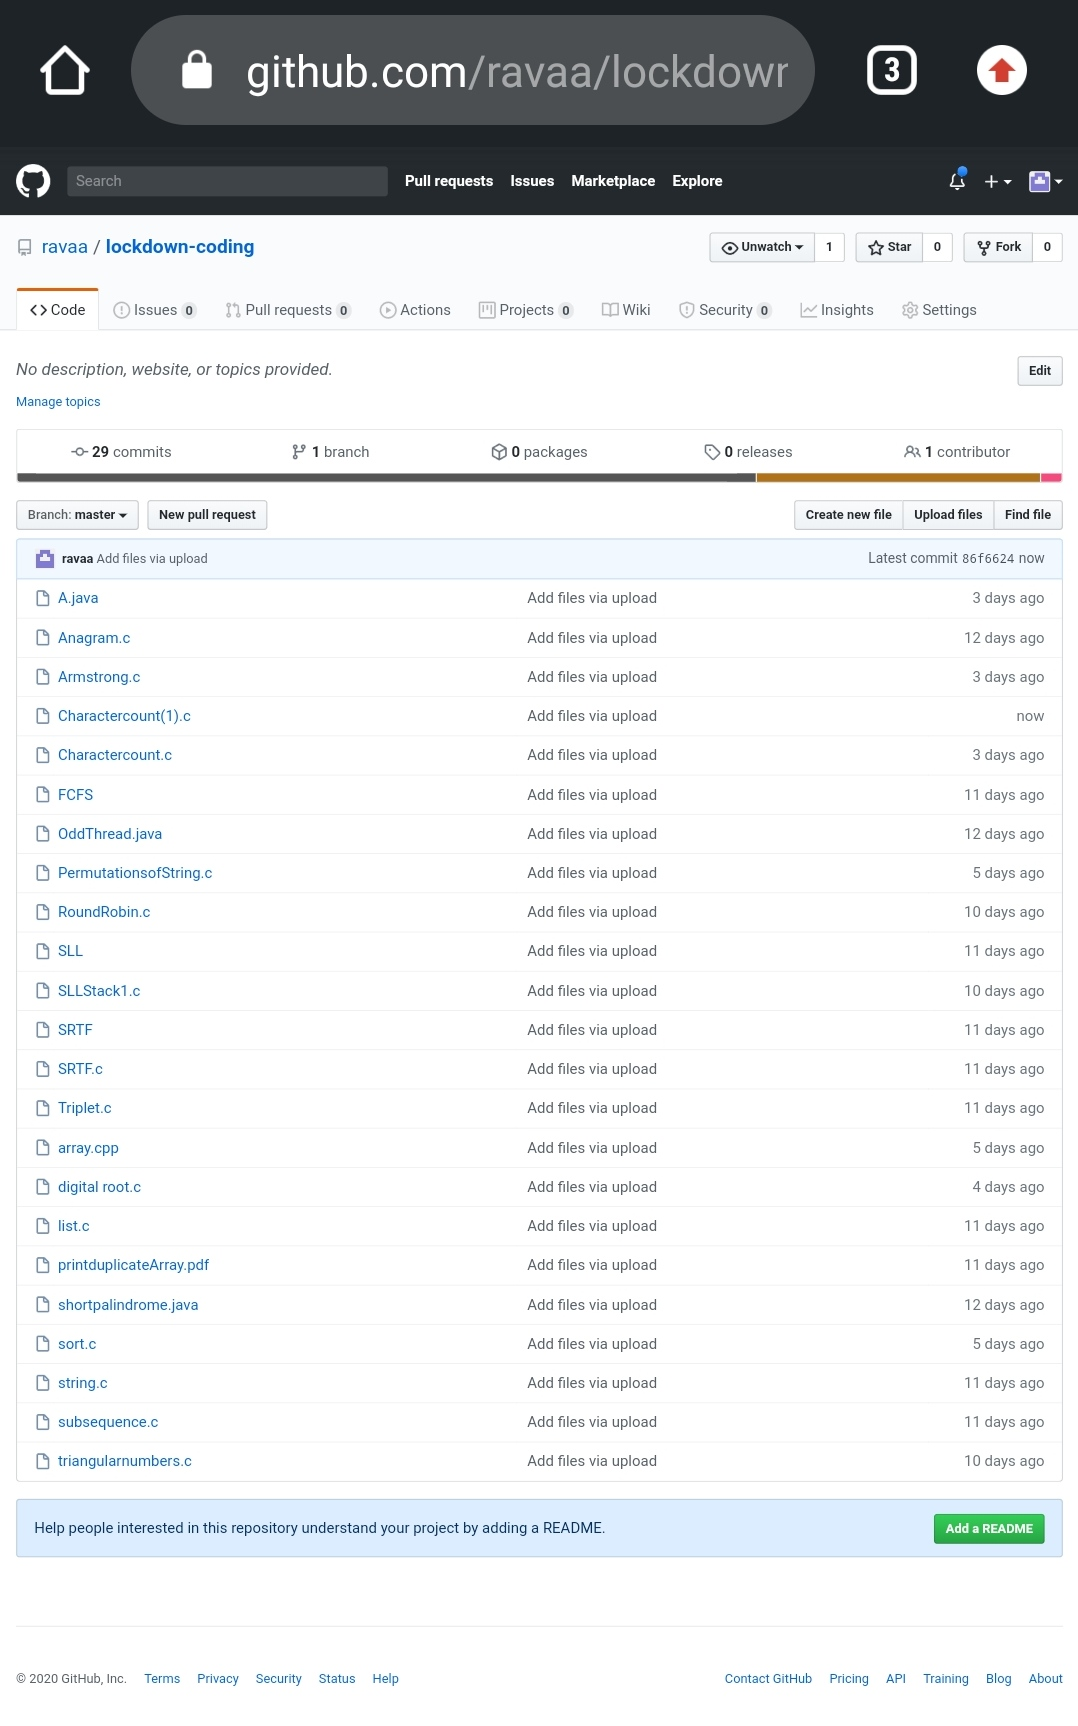 github.com/ravaa/lockdowr
3
Search Pull requests Issues Marketplace Explore
ravaa / lockdown-coding Unwatch 1 Star 0 Fork 0
Code Issues 0 Pull requests 0 Actions Projects 0 Wiki Security 0 Insights Settings
No description, website, or topics provided. Edit
Manage topics
29 commits 1 branch 0 packages 0 releases 1 contributor
Branch: master New pull request Create new file Upload files Find file
ravaa Add files via upload Latest commit 86f6624 now
A.java Add files via upload 3 days ago
Anagram.c Add files via upload 12 days ago
Armstrong.c Add files via upload 3 days ago
Charactercount(1).c Add files via upload now
Charactercount.c Add files via upload 3 days ago
FCFS Add files via upload 11 days ago
OddThread.java Add files via upload 12 days ago
PermutationsofString.c Add files via upload 5 days ago
RoundRobin.c Add files via upload 10 days ago
SLL Add files via upload 11 days ago
SLLStack1.c Add files via upload 10 days ago
SRTF Add files via upload 11 days ago
SRTF.c Add files via upload 11 days ago
Triplet.c Add files via upload 11 days ago
array.cpp Add files via upload 5 days ago
digital root.c Add files via upload 4 days ago
list.c Add files via upload 11 days ago
printduplicateArray.pdf Add files via upload 11 days ago
shortpalindrome.java Add files via upload 12 days ago
sort.c Add files via upload 5 days ago
string.c Add files via upload 11 days ago
subsequence.c Add files via upload 11 days ago
triangularnumbers.c Add files via upload 10 days ago
Help people interested in this repository understand your project by adding a README. Add a README
© 2020 GitHub, Inc. Terms Privacy Security Status Help Contact GitHub Pricing API Training Blog About